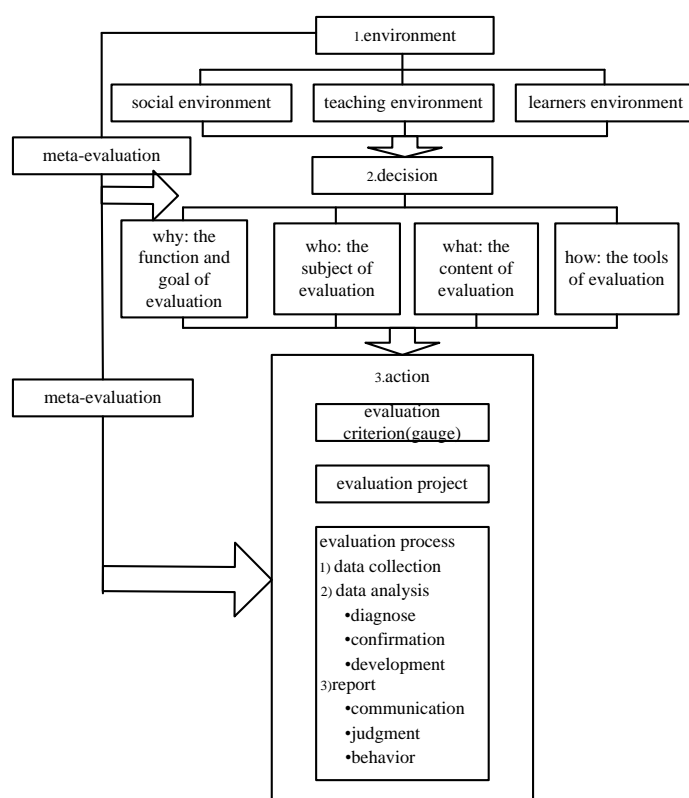 1.environment
social environment
teaching environment
learners environment
meta-evaluation
2.decision
why: the
function and
goal of
evaluation
who: the
subject of
evaluation
what: the
content of
evaluation
how: the tools
of evaluation
meta-evaluation
3.action
evaluation
criterion(gauge)
evaluation project
evaluation process
1) data collection
2) data analysis
•diagnose
•confirmation
•development
3)report
•communication
•judgment
•behavior